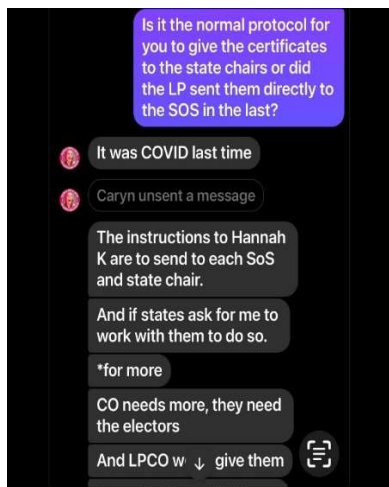 Is it the normal protocol for
you to give the certificates
to the state chairs or did
the LP sent them directly to
the SOS in the last?
It was COVID last time
Caryn unsent a message
The instructions to Hannah
K are to send to each SoS
and state chair.
And if states ask for me to
work with them to do so.
*for more
CO needs more, they need
the electors
And LPCO w give them